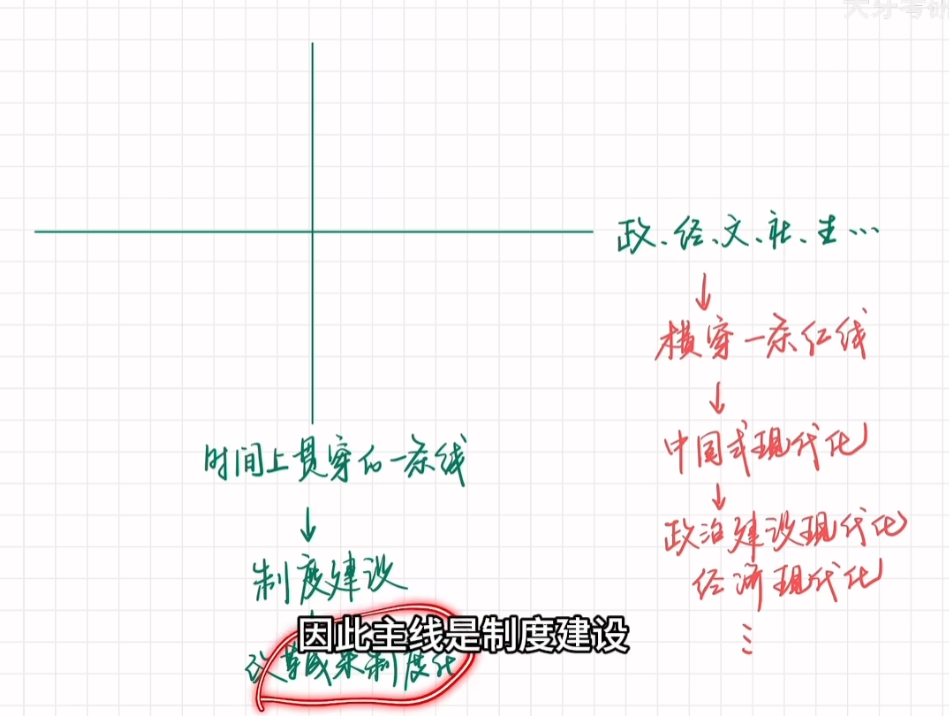 天牙考研
政、经、文、社、生…
横穿一条红线
中国式现代化
政治建设现代化
经济现代化
时间上贯穿的一条线
制度建设
因此主线是制度建设
改革成果制度化